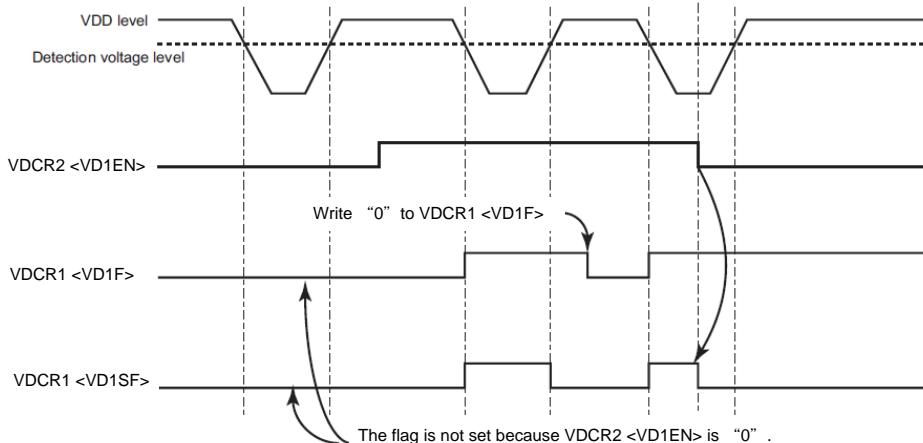 VDD level
Detection voltage level
VDCR2 <VD1EN>
Write “0” to VDCR1 <VD1F>
VDCR1 <VD1F>
VDCR1 <VD1SF>
The flag is not set because VDCR2 <VD1EN> is “0”.